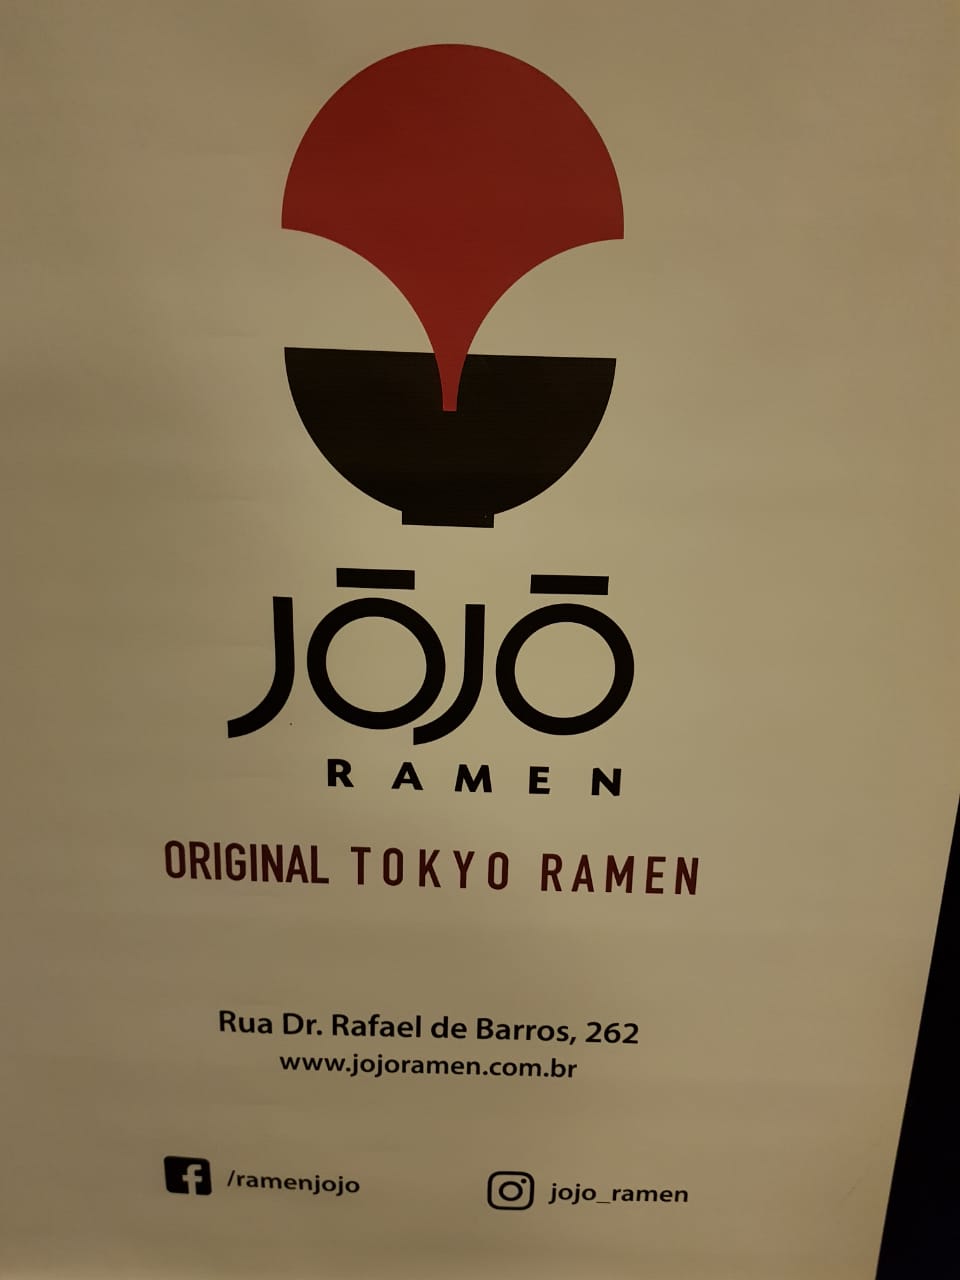 JŌJŌ
RAMEN
ORIGINAL TOKYO RAMEN
Rua Dr. Rafael de Barros, 262
www.jojoramen.com.br
/ramenjojo
jojo_ramen